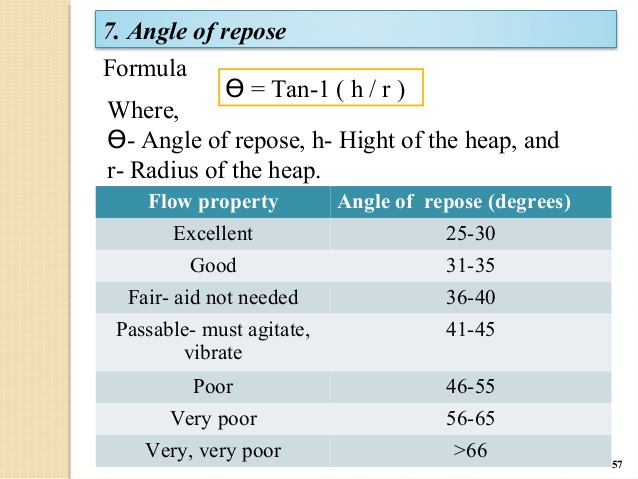 7. Angle of repose
Formula
Ɵ = Tan-1 ( h / r )
Where,
Ɵ- Angle of repose, h- Hight of the heap, and
r- Radius of the heap.
Flow property Angle of repose (degrees)
Excellent 25-30
Good 31-35
Fair- aid not needed 36-40
Passable- must agitate, 41-45
vibrate
Poor 46-55
Very poor 56-65
Very, very poor >66
57